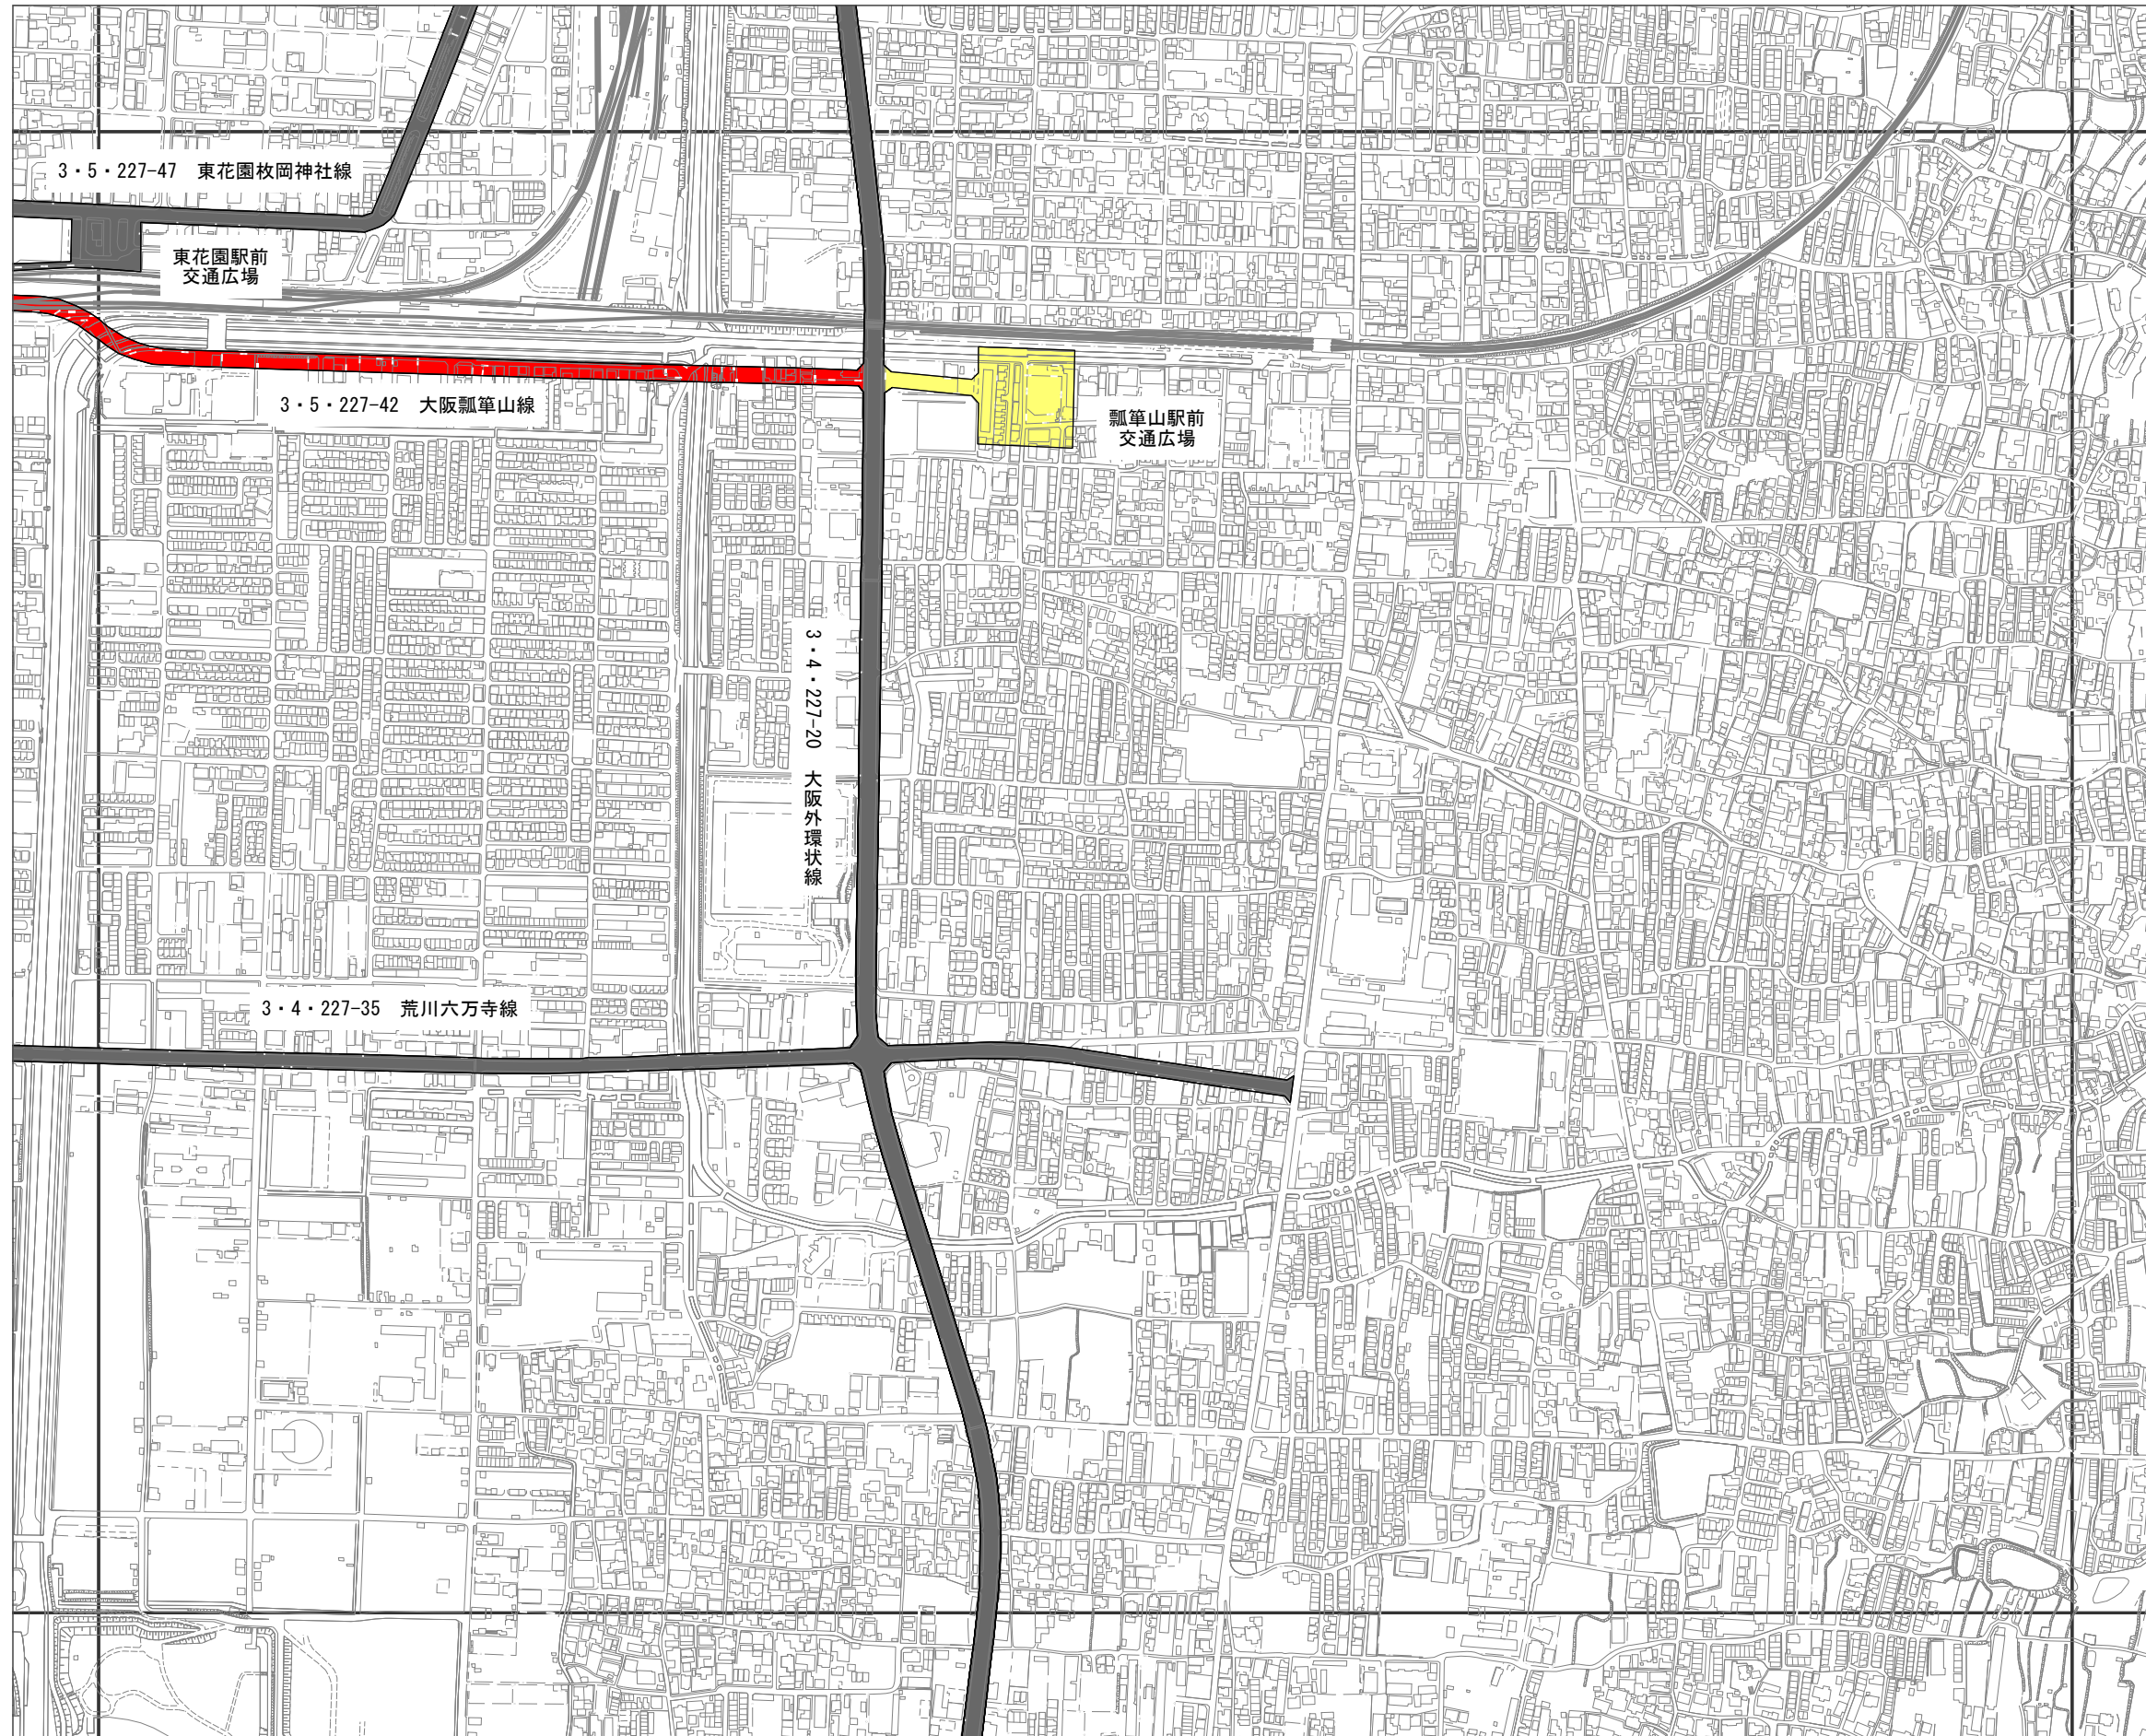 3・5・227-47　東花園枚岡神社線
東花園駅前
交通広場
3・5・227-42　大阪瓢箪山線
瓢箪山駅前
交通広場
3・4・227-20　大阪外環状線
3・4・227-35　荒川六万寺線